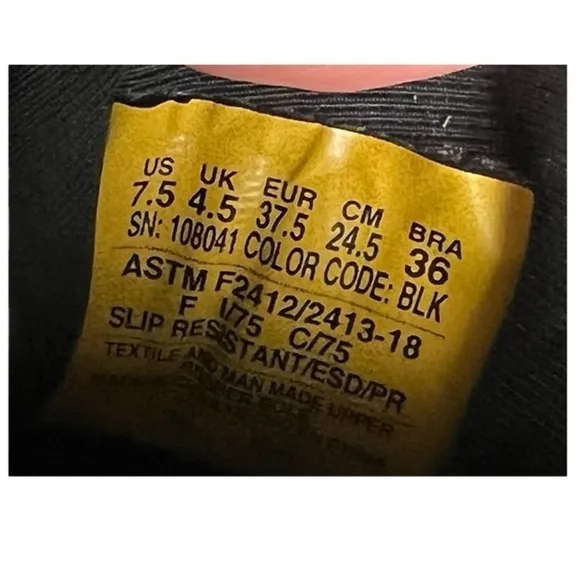 US UK EUR CM BRA
7.5 4.5 37.5 24.5 36
SN: 108041 COLOR CODE: BLK
ASTM F2412/2413-18
F I/75 C/75
SLIP RESISTANT/ESD/PR
TEXTILE AND MAN MADE UPPER